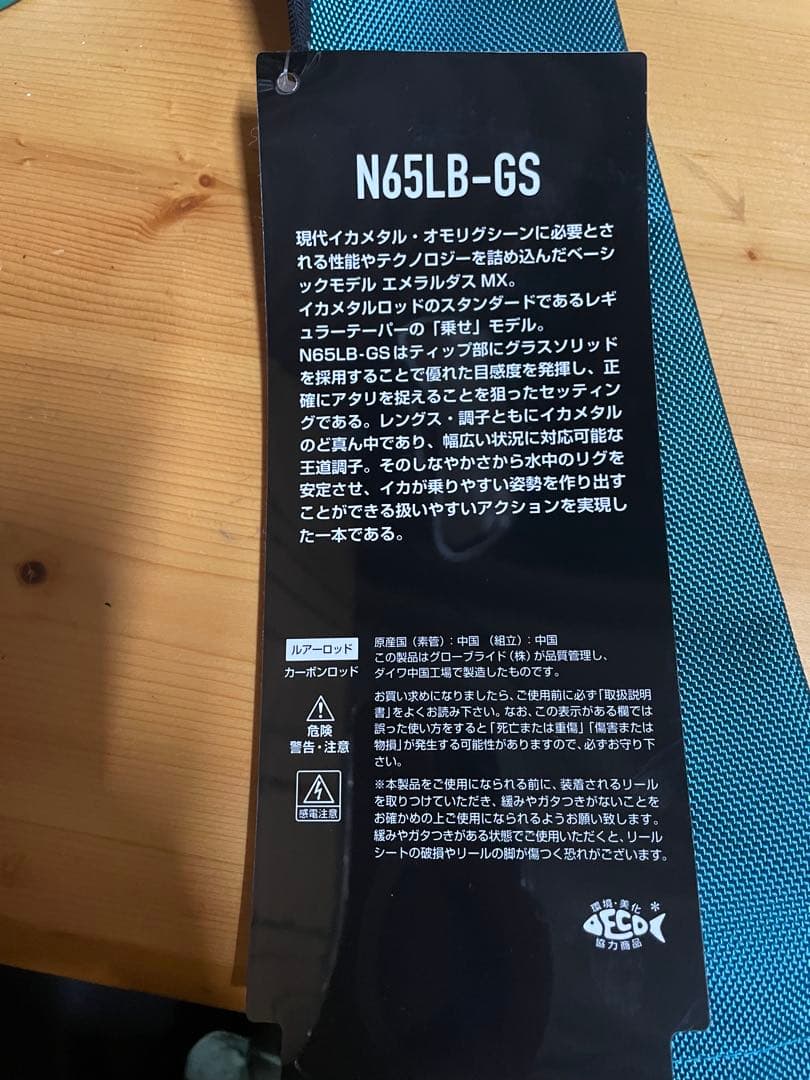 N65LB-GS
現代イカメタル・オモリグシーンに必要とさ
れる性能やテクノロジーを詰め込んだベーシ
ックモデル エメラルダス MX。
イカメタルロッドのスタンダードであるレギ
ュラーテーパーの「乗せ」モデル。
N65LB-GSはティップ部にグラスソリッド
を採用することで優れた目感度を発揮し、正
確にアタリを捉えることを狙ったセッティン
グである。レングス・調子ともにイカメタル
のど真ん中であり、幅広い状況に対応可能な
王道調子。そのしなやかさから水中のリグを
安定させ、イカが乗りやすい姿勢を作り出す
ことができる扱いやすいアクションを実現し
た一本である。
ルアーロッド
カーボンロッド
原産国（素管）：中国 （組立）：中国
この製品はグローブライド（株）が品質管理し、
ダイワ中国工場で製造したものです。
危険
警告・注意
お買い求めになりましたら、ご使用前に必ず「取扱説明
書」をよくお読み下さい。なお、この表示がある欄では
誤った使い方をすると「死亡または重傷」「傷害または
物損」が発生する可能性がありますので、必ずお守り下
さい。
感電注意
※本製品をご使用になられる前に、装着されるリール
を取りつけていただき、緩みやガタつきがないことを
お確かめの上ご使用になられるようお願い致します。
緩みやガタつきがある状態でご使用いただくと、リール
シートの破損やリールの脚が傷つく恐れがございます。
環境・美化
ECO
協力商品